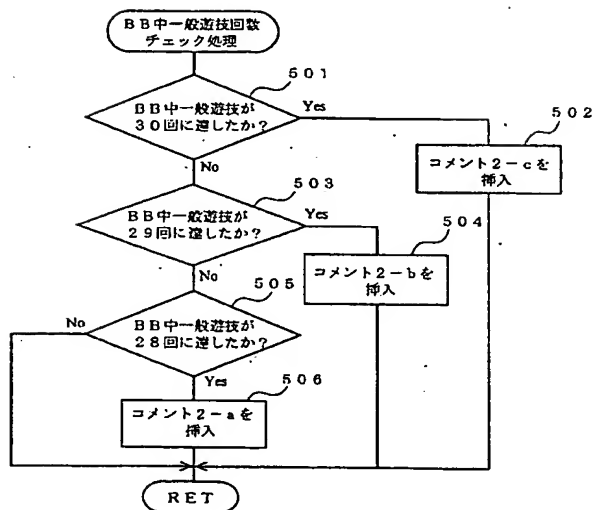 BB中一般遊技回数
チェック処理
501
BB中一般遊技が
30回に達したか?
Yes
502
No
コメント2-cを
挿入
503
BB中一般遊技が
29回に達したか?
Yes
504
No
コメント2-bを
挿入
505
No
BB中一般遊技が
28回に達したか?
Yes
506
コメント2-aを
挿入
RET